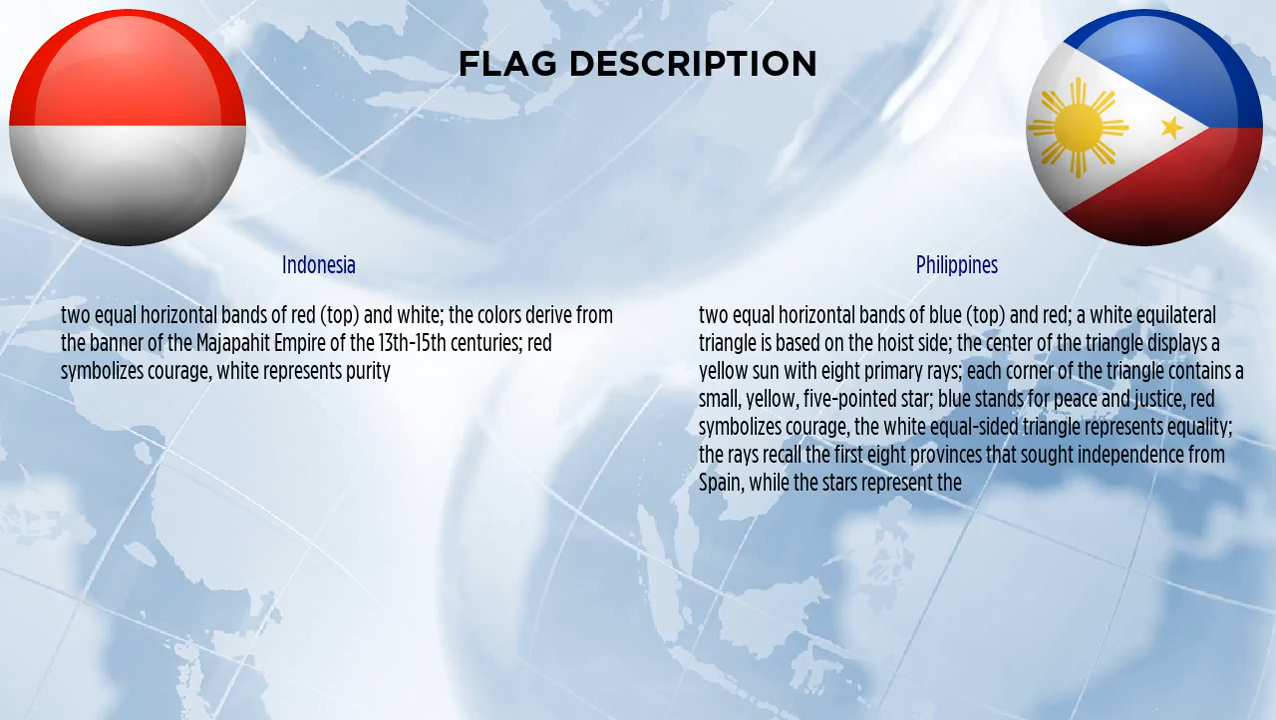 FLAG DESCRIPTION
Indonesia
two equal horizontal bands of red (top) and white; the colors derive from
the banner of the Majapahit Empire of the 13th-15th centuries; red
symbolizes courage, white represents purity
Philippines
two equal horizontal bands of blue (top) and red; a white equilateral
triangle is based on the hoist side; the center of the triangle displays a
yellow sun with eight primary rays; each corner of the triangle contains a
small, yellow, five-pointed star; blue stands for peace and justice, red
symbolizes courage, the white equal-sided triangle represents equality;
the rays recall the first eight provinces that sought independence from
Spain, while the stars represent the